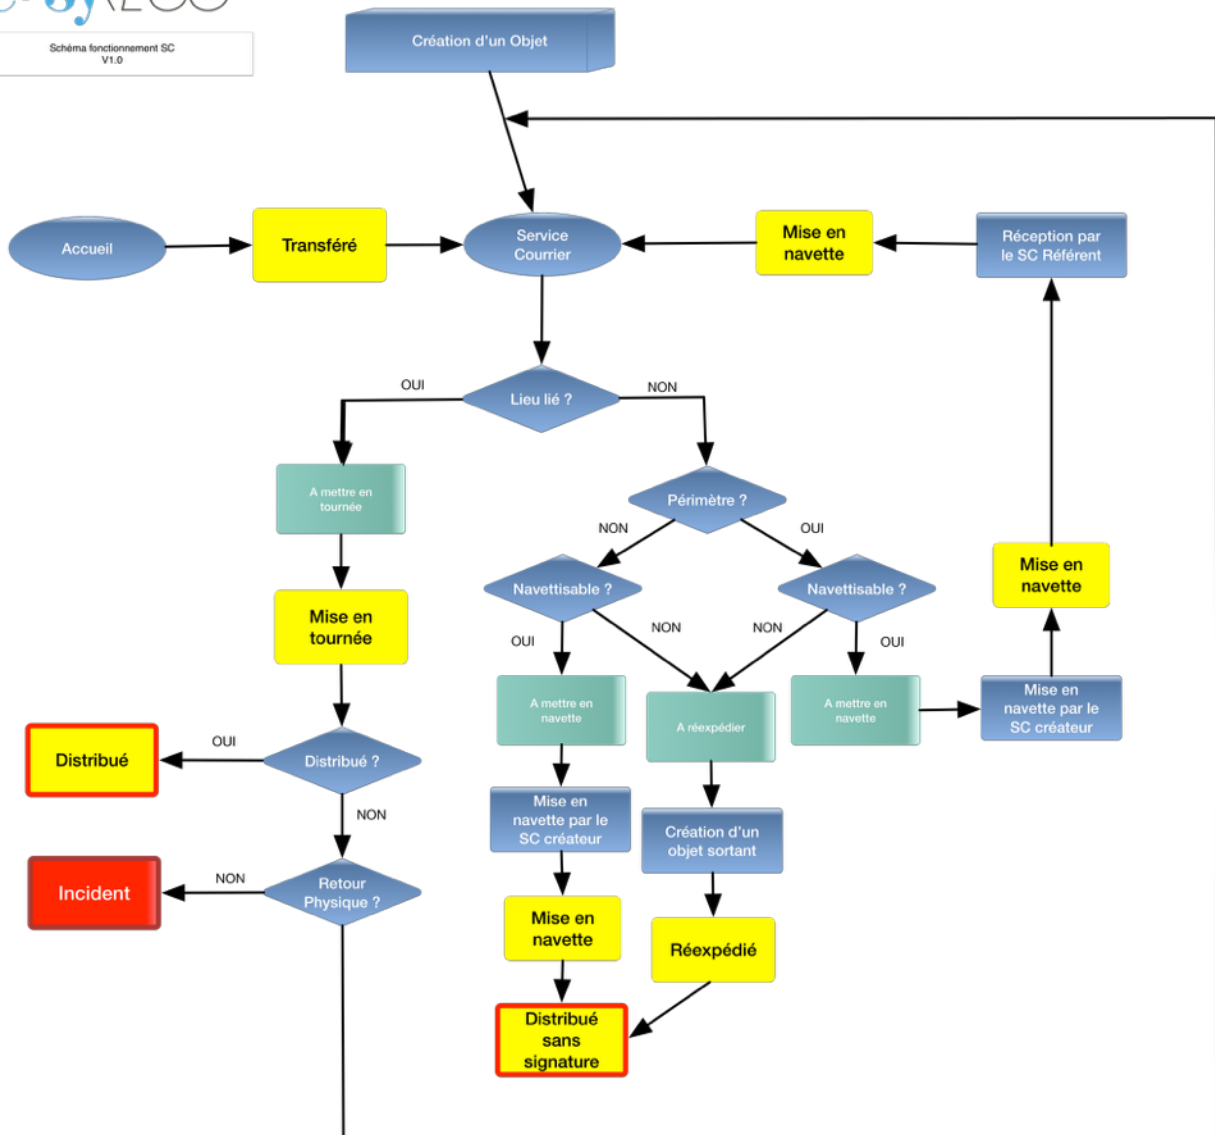 Schéma fonctionnement SC
V1.0
Création d'un Objet
Accueil
Transféré
Service
Courrier
Mise en
navette
Réception par
le SC Référent
OUI
Lieu lié ?
NON
A mettre en
tournée
Périmètre ?
NON
OUI
Navettisable ?
Navettisable ?
Mise en
navette
Mise en
tournée
OUI
NON
NON
OUI
A mettre en
navette
A réexpédier
A mettre en
navette
Mise en
navette par le
SC créateur
Distribué
OUI
Distribué ?
NON
Mise en
navette par le
SC créateur
Création d'un
objet sortant
Incident
NON
Retour
Physique ?
Mise en
navette
Réexpédié
Distribué
sans
signature